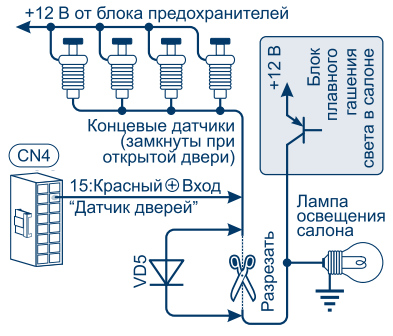 +12 В от блока предохранителей
+12 В
Блок
плавного
гашения
света в салоне
Концевые датчики
(замкнуты при
открытой двери)
CN4
15:Красный ⊕ Вход
“Датчик дверей”
Лампа
освещения
салона
VD5
Разрезать